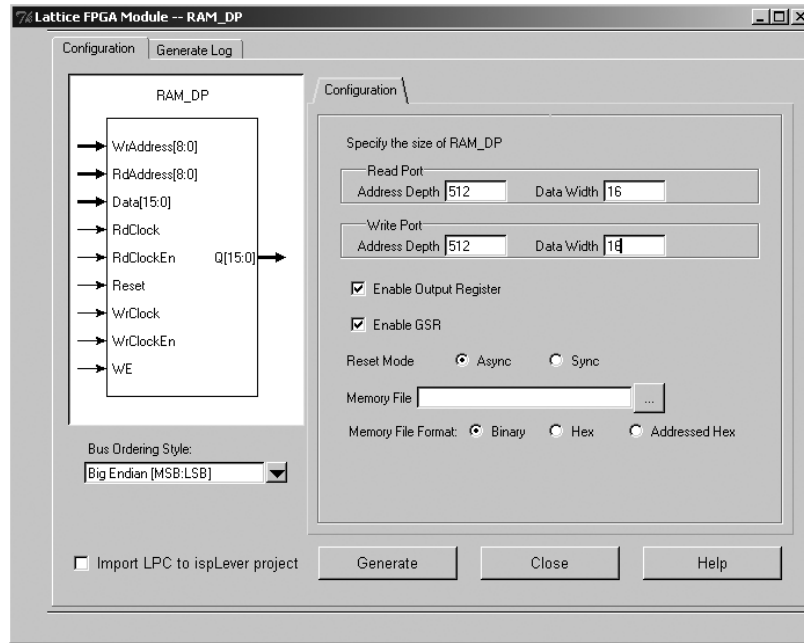 Lattice FPGA Module -- RAM_DP
Configuration Generate Log
RAM_DP
WrAddress[8:0]
RdAddress[8:0]
Data[15:0]
RdClock
RdClockEn Q[15:0]
Reset
WrClock
WrClockEn
WE
Bus Ordering Style:
Big Endian [MSB:LSB]
Configuration
Specify the size of RAM_DP
Read Port
Address Depth 512 Data Width 16
Write Port
Address Depth 512 Data Width 16
Enable Output Register
Enable GSR
Reset Mode Async Sync
Memory File ...
Memory File Format: Binary Hex Addressed Hex
Import LPC to ispLever project Generate Close Help